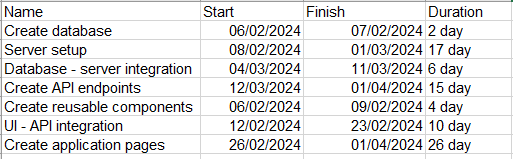 Name Start Finish Duration
Create database 06/02/2024 07/02/2024 2 day
Server setup 08/02/2024 01/03/2024 17 day
Database - server integration 04/03/2024 11/03/2024 6 day
Create API endpoints 12/03/2024 01/04/2024 15 day
Create reusable components 06/02/2024 09/02/2024 4 day
UI - API integration 12/02/2024 23/02/2024 10 day
Create application pages 26/02/2024 01/04/2024 26 day